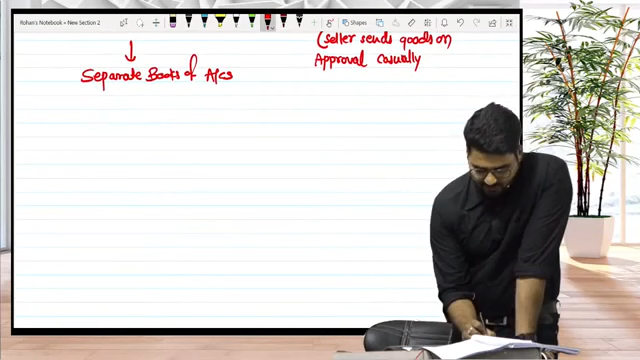 Rohan's Notebook » New Section 2
Shapes
(Seller sends goods on
Approval casually
Separate Books of A/cs